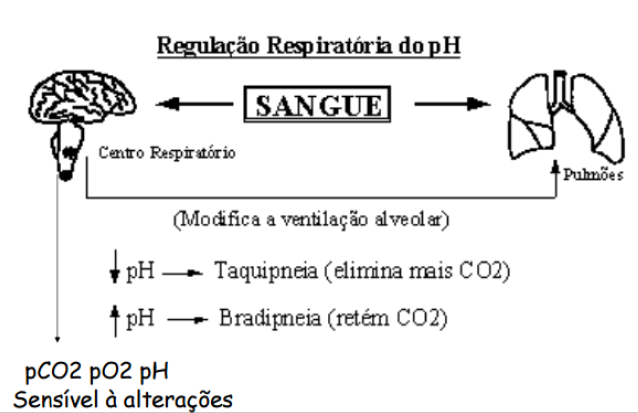 Regulação Respiratória do pH
SANGUE
Centro Respiratório
Pulmões
(Modifica a ventilação alveolar)
pH → Taquipneia (elimina mais CO2)
pH → Bradipneia (retém CO2)
pCO2 pO2 pH
Sensível à alterações